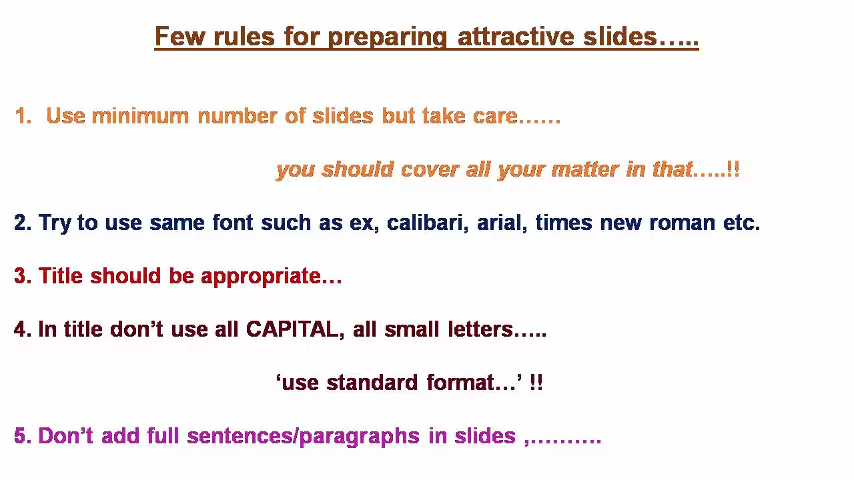 Few rules for preparing attractive slides…..
1. Use minimum number of slides but take care……
you should cover all your matter in that…..!!
2. Try to use same font such as ex, calibari, arial, times new roman etc.
3. Title should be appropriate…
4. In title don’t use all CAPITAL, all small letters…..
‘use standard format…’ !!
5. Don’t add full sentences/paragraphs in slides ,……….